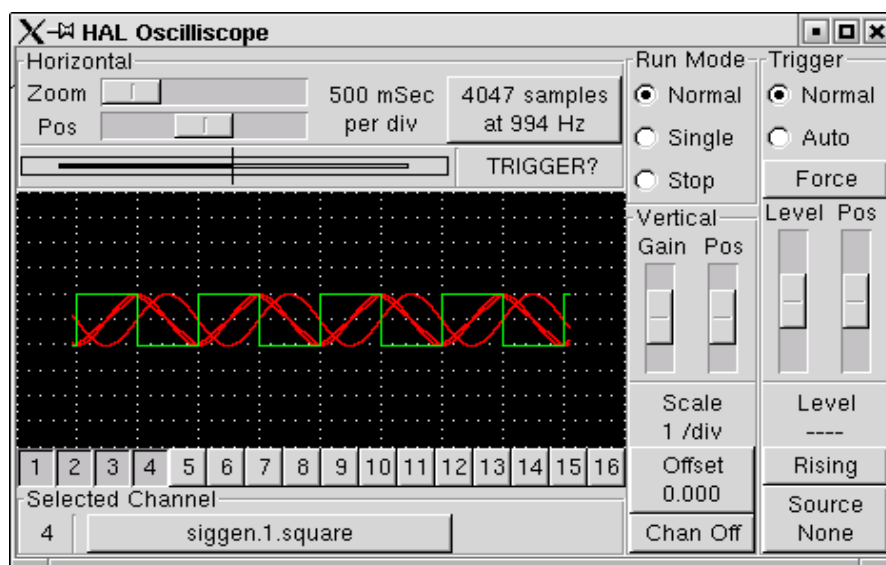 HAL Oscilliscope
Horizontal
Zoom
Pos
500 mSec
per div
4047 samples
at 994 Hz
TRIGGER?
Run Mode
Normal
Single
Stop
Trigger
Normal
Auto
Force
Vertical
Gain Pos
Level Pos
Scale
1 /div
Offset
0.000
Chan Off
Level
----
Rising
Source
None
1 2 3 4 5 6 7 8 9 10 11 12 13 14 15 16
Selected Channel
4
siggen.1.square